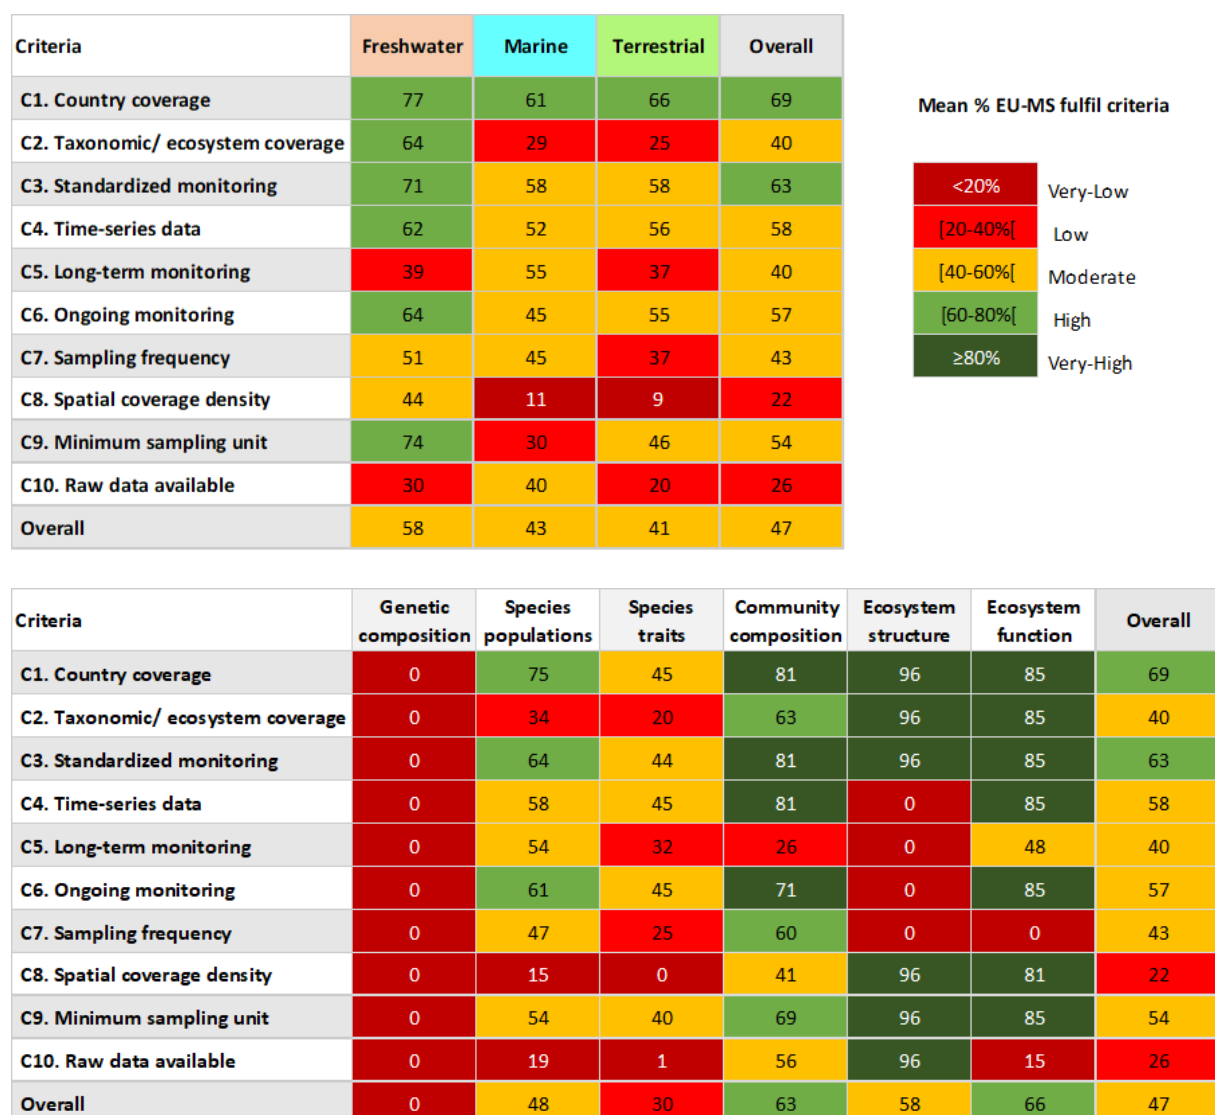 Criteria Freshwater Marine Terrestrial Overall
C1. Country coverage 77 61 66 69
C2. Taxonomic/ ecosystem coverage 64 29 25 40
C3. Standardized monitoring 71 58 58 63
C4. Time-series data 62 52 56 58
C5. Long-term monitoring 39 55 37 40
C6. Ongoing monitoring 64 45 55 57
C7. Sampling frequency 51 45 37 43
C8. Spatial coverage density 44 11 9 22
C9. Minimum sampling unit 74 30 46 54
C10. Raw data available 30 40 20 26
Overall 58 43 41 47
Mean % EU-MS fulfil criteria
<20% Very-Low
[20-40%[ Low
[40-60%[ Moderate
[60-80%[ High
≥80% Very-High
Criteria Genetic composition Species populations Species traits Community composition Ecosystem structure Ecosystem function Overall
C1. Country coverage 0 75 45 81 96 85 69
C2. Taxonomic/ ecosystem coverage 0 34 20 63 96 85 40
C3. Standardized monitoring 0 64 44 81 96 85 63
C4. Time-series data 0 58 45 81 0 85 58
C5. Long-term monitoring 0 54 32 26 0 48 40
C6. Ongoing monitoring 0 61 45 71 0 85 57
C7. Sampling frequency 0 47 25 60 0 0 43
C8. Spatial coverage density 0 15 0 41 96 81 22
C9. Minimum sampling unit 0 54 40 69 96 85 54
C10. Raw data available 0 19 1 56 96 15 26
Overall 0 48 30 63 58 66 47